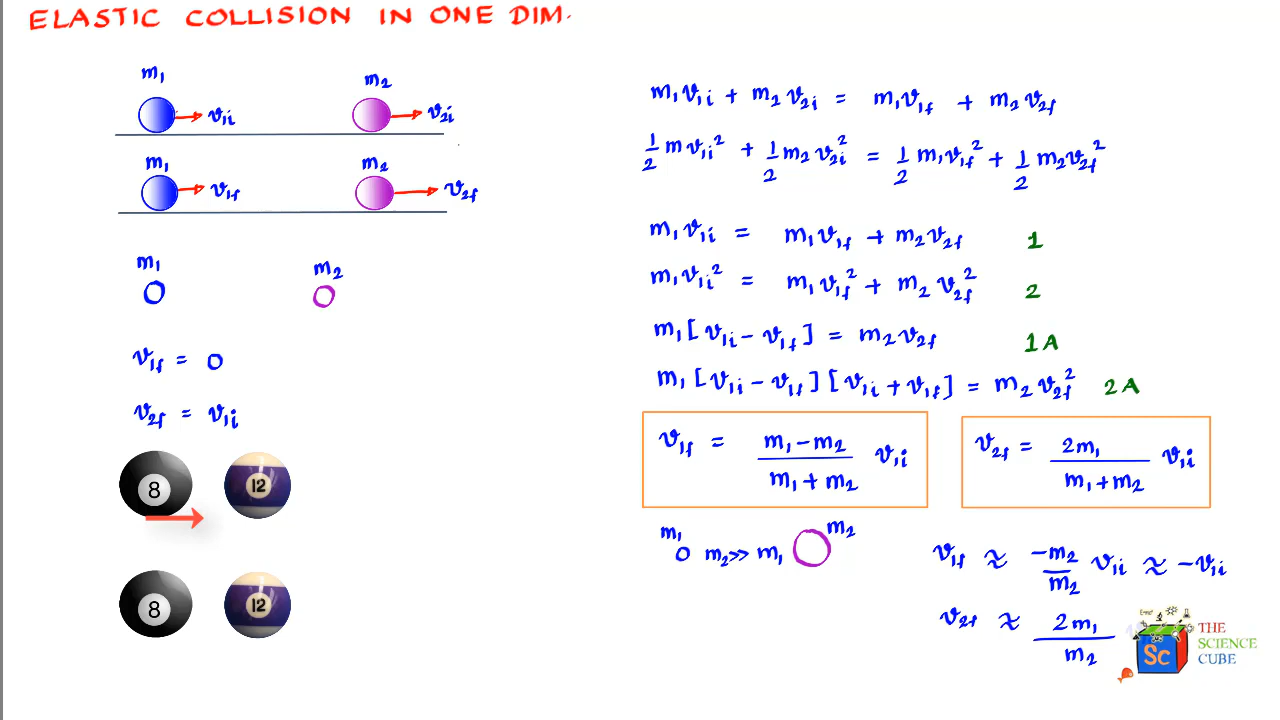 ELASTIC COLLISION IN ONE DIM.
m₁ m₂
v₁ᵢ v₂ᵢ
m₁ m₂
v₁f v₂f
m₁ m₂
v₁f = 0
v₂f = v₁ᵢ
8 12
8 12
m₁v₁ᵢ + m₂v₂ᵢ = m₁v₁f + m₂v₂f
½ m v₁ᵢ² + ½ m₂ v₂ᵢ² = ½ m₁v₁f² + ½ m₂v₂f²
m₁v₁ᵢ = m₁v₁f + m₂v₂f 1
m₁v₁ᵢ² = m₁v₁f² + m₂v₂f² 2
m₁[v₁ᵢ − v₁f] = m₂v₂f 1A
m₁[v₁ᵢ − v₁f][v₁ᵢ + v₁f] = m₂v₂f² 2A
v₁f = (m₁ − m₂)/(m₁ + m₂) v₁ᵢ
v₂f = 2m₁/(m₁ + m₂) v₁ᵢ
m₁ m₂ >> m₁ m₂
v₁f ≈ −m₂/m₂ v₁ᵢ ≈ −v₁ᵢ
v₂f ≈ 2m₁/m₂
Sc
THE
SCIENCE
CUBE